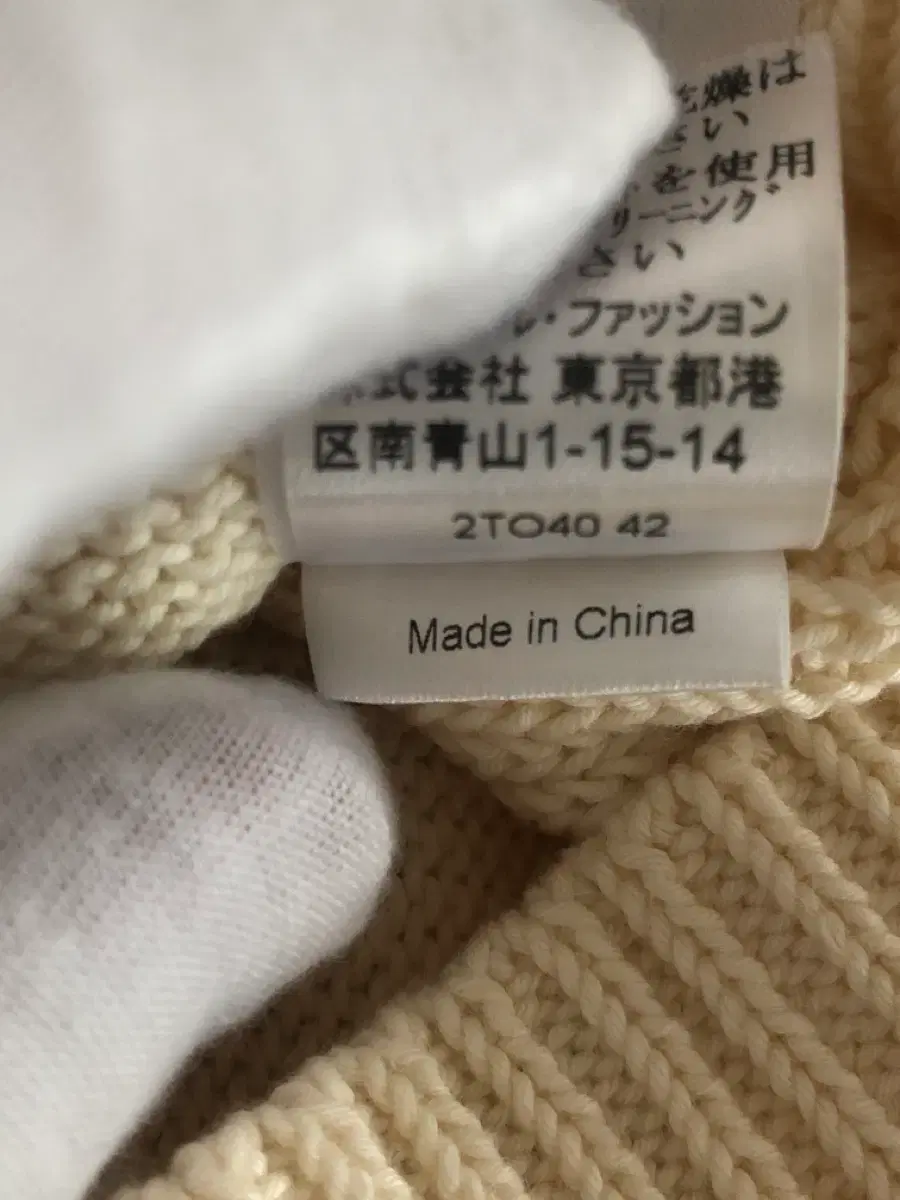 燥は
さい
を使用
リーニング
さい
ル・ファッション
株式会社 東京都港
区南青山1-15-14
2TO40 42
Made in China